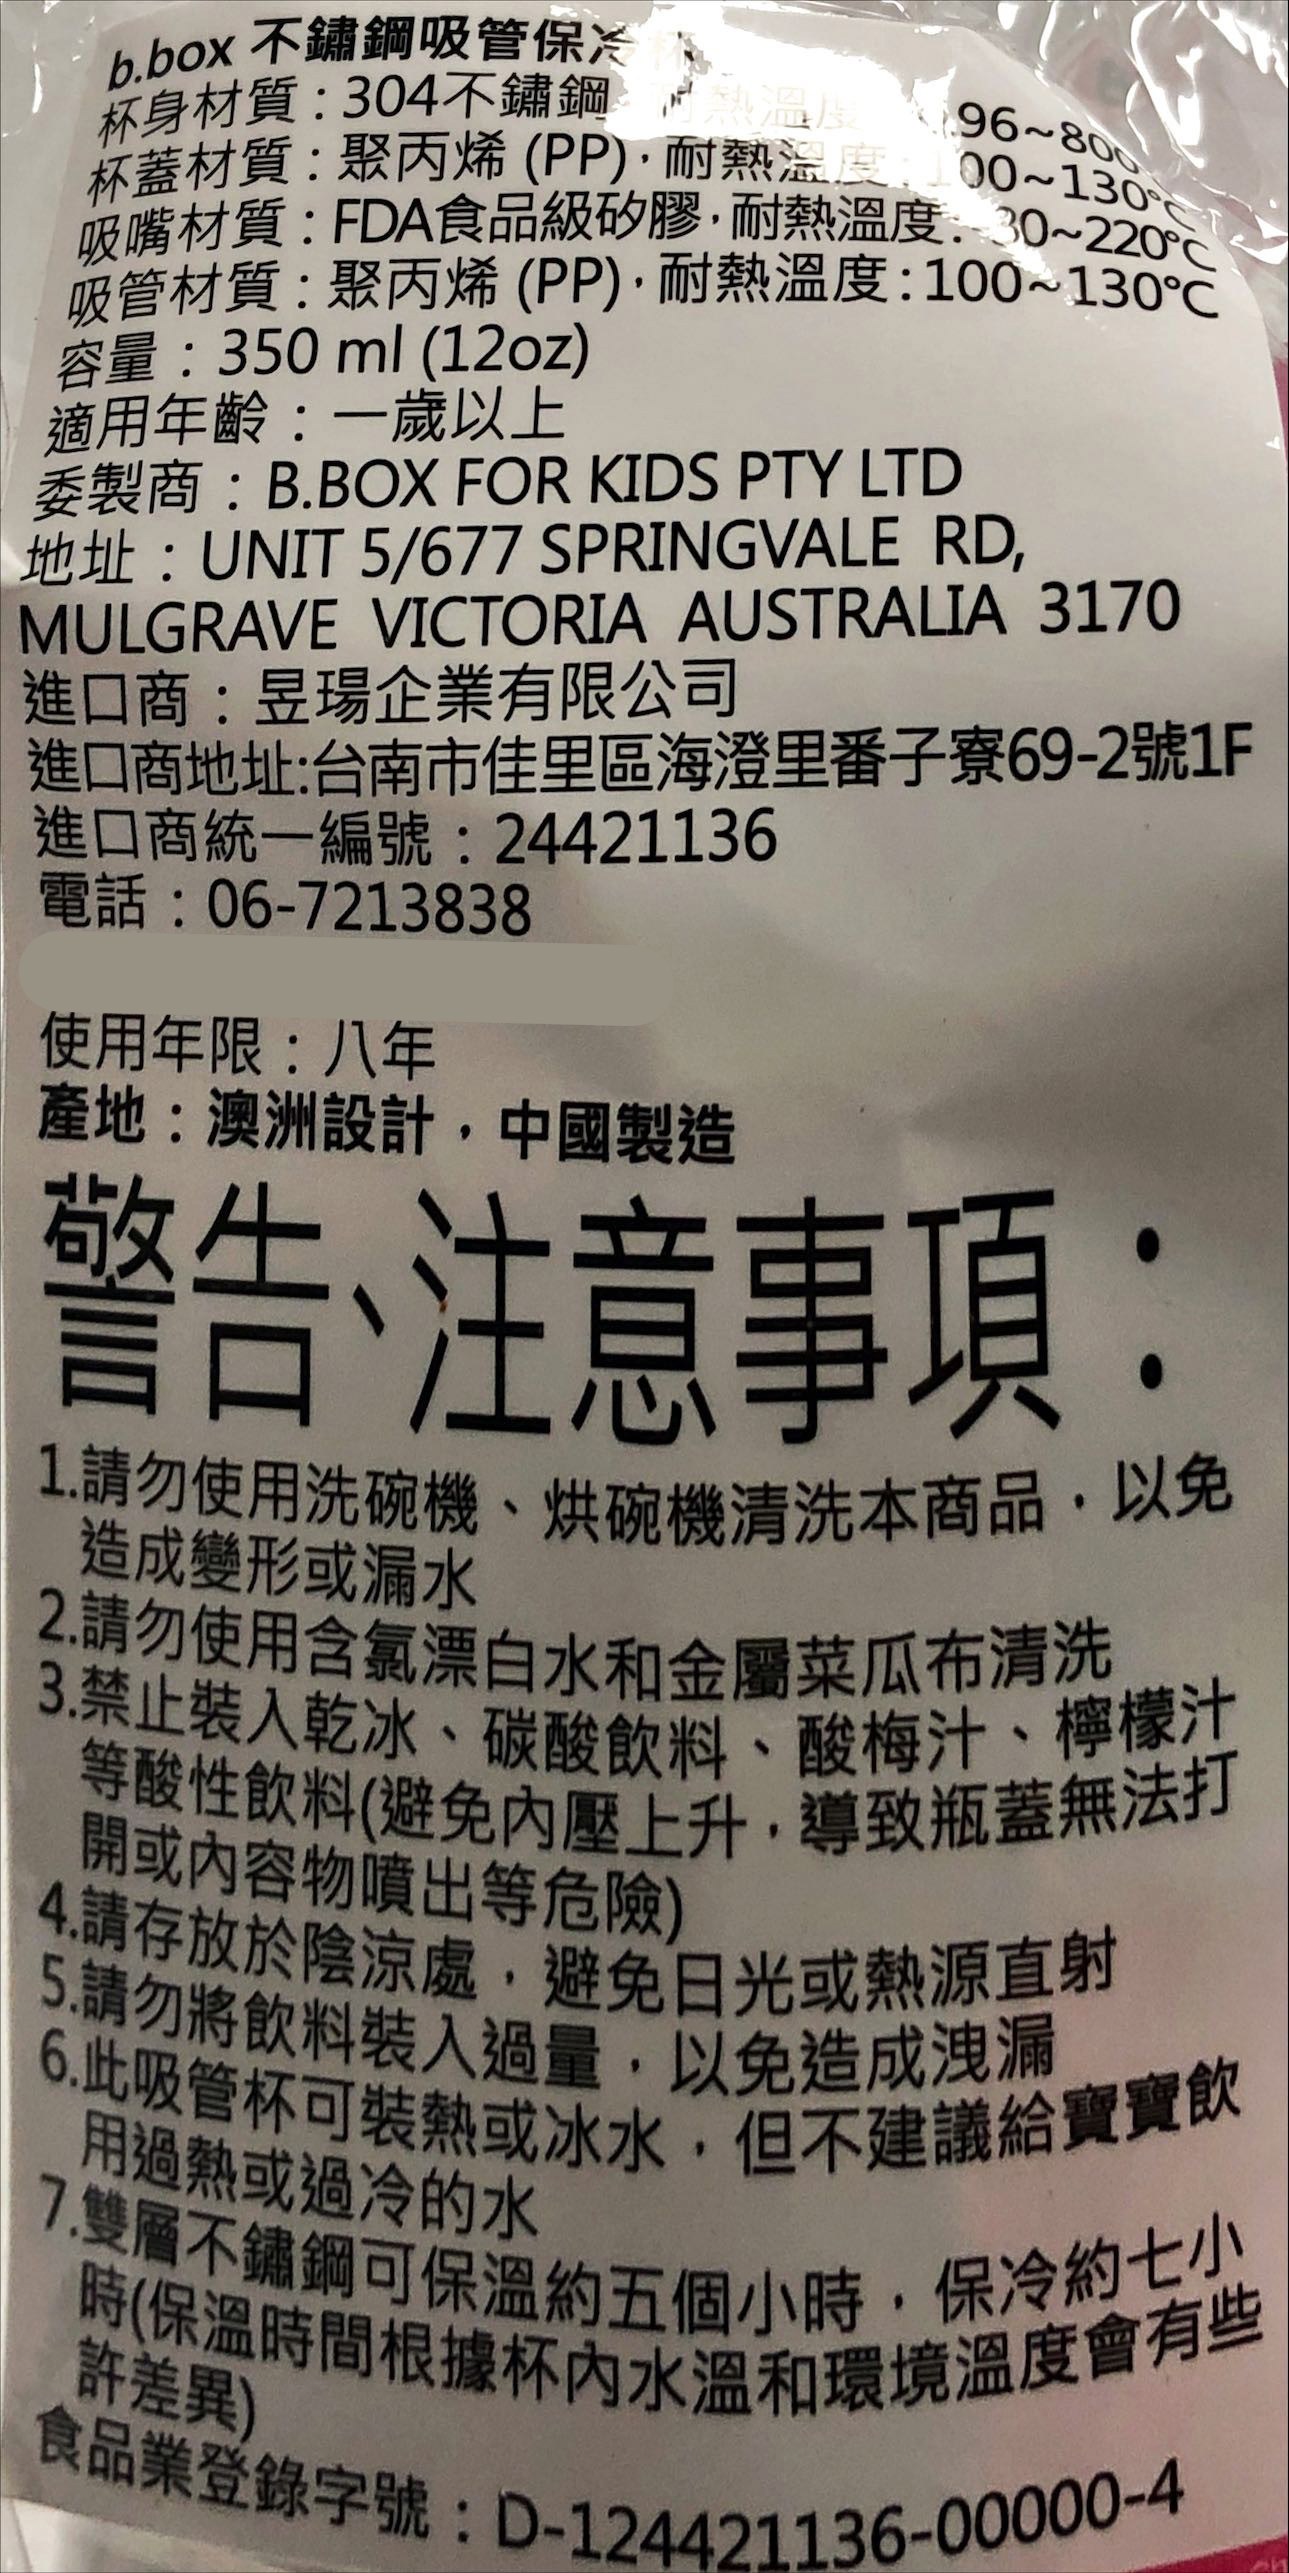 b.box 不鏽鋼吸管保冷杯
杯身材質：304不鏽鋼 耐熱溫度 96~800
杯蓋材質：聚丙烯 (PP)，耐熱溫度：100~130°C
吸嘴材質：FDA食品級矽膠，耐熱溫度： 0~220°C
吸管材質：聚丙烯 (PP)，耐熱溫度：100~130°C
容量：350 ml (12oz)
適用年齡：一歲以上
委製商：B.BOX FOR KIDS PTY LTD
地址：UNIT 5/677 SPRINGVALE RD,
MULGRAVE VICTORIA AUSTRALIA 3170
進口商：昱瑒企業有限公司
進口商地址:台南市佳里區海澄里番子寮69-2號1F
進口商統一編號：24421136
電話：06-7213838
使用年限：八年
產地：澳洲設計，中國製造
警告、注意事項：
1.請勿使用洗碗機、烘碗機清洗本商品，以免
造成變形或漏水
2.請勿使用含氯漂白水和金屬菜瓜布清洗
3.禁止裝入乾冰、碳酸飲料、酸梅汁、檸檬汁
等酸性飲料(避免內壓上升，導致瓶蓋無法打
開或內容物噴出等危險)
4.請存放於陰涼處，避免日光或熱源直射
5.請勿將飲料裝入過量，以免造成洩漏
6.此吸管杯可裝熱或冰水，但不建議給寶寶飲
用過熱或過冷的水
7.雙層不鏽鋼可保溫約五個小時，保冷約七小
時(保溫時間根據杯內水溫和環境溫度會有些
許差異)
食品業登錄字號：D-124421136-00000-4